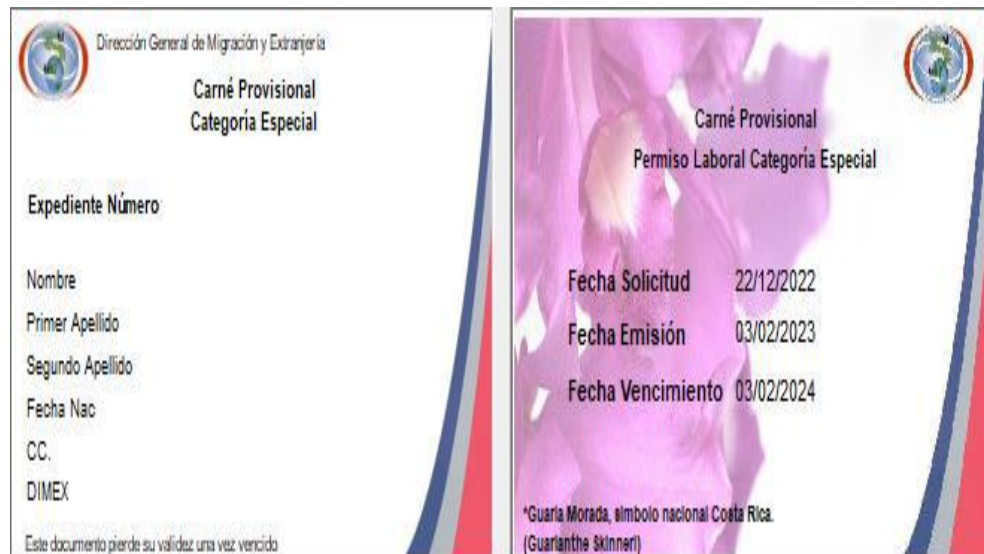 Dirección General de Migración y Extranjería
Carné Provisional
Categoría Especial
Expediente Número
Nombre
Primer Apellido
Segundo Apellido
Fecha Nac
CC.
DIMEX
Este documento pierde su validez una vez vencido
Carné Provisional
Permiso Laboral Categoría Especial
Fecha Solicitud 22/12/2022
Fecha Emisión 03/02/2023
Fecha Vencimiento 03/02/2024
*Guaria Morada, símbolo nacional Costa Rica.
(Guarianthe Skinneri)